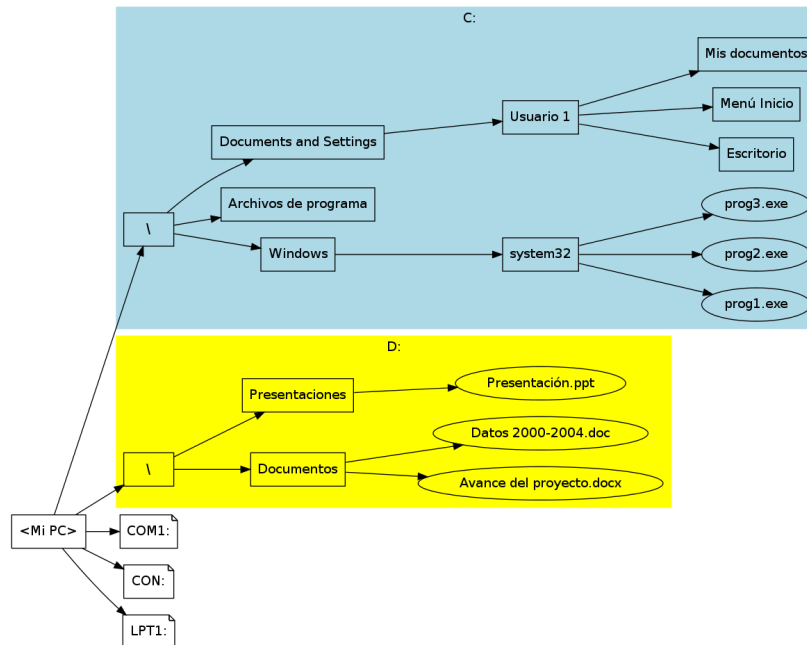 C:
Mis documentos
Menú Inicio
Usuario 1
Documents and Settings
Escritorio
Archivos de programa
prog3.exe
\
Windows
system32
prog2.exe
prog1.exe
D:
Presentaciones
Presentación.ppt
Datos 2000-2004.doc
\
Documentos
Avance del proyecto.docx
<Mi PC>
COM1:
CON:
LPT1: